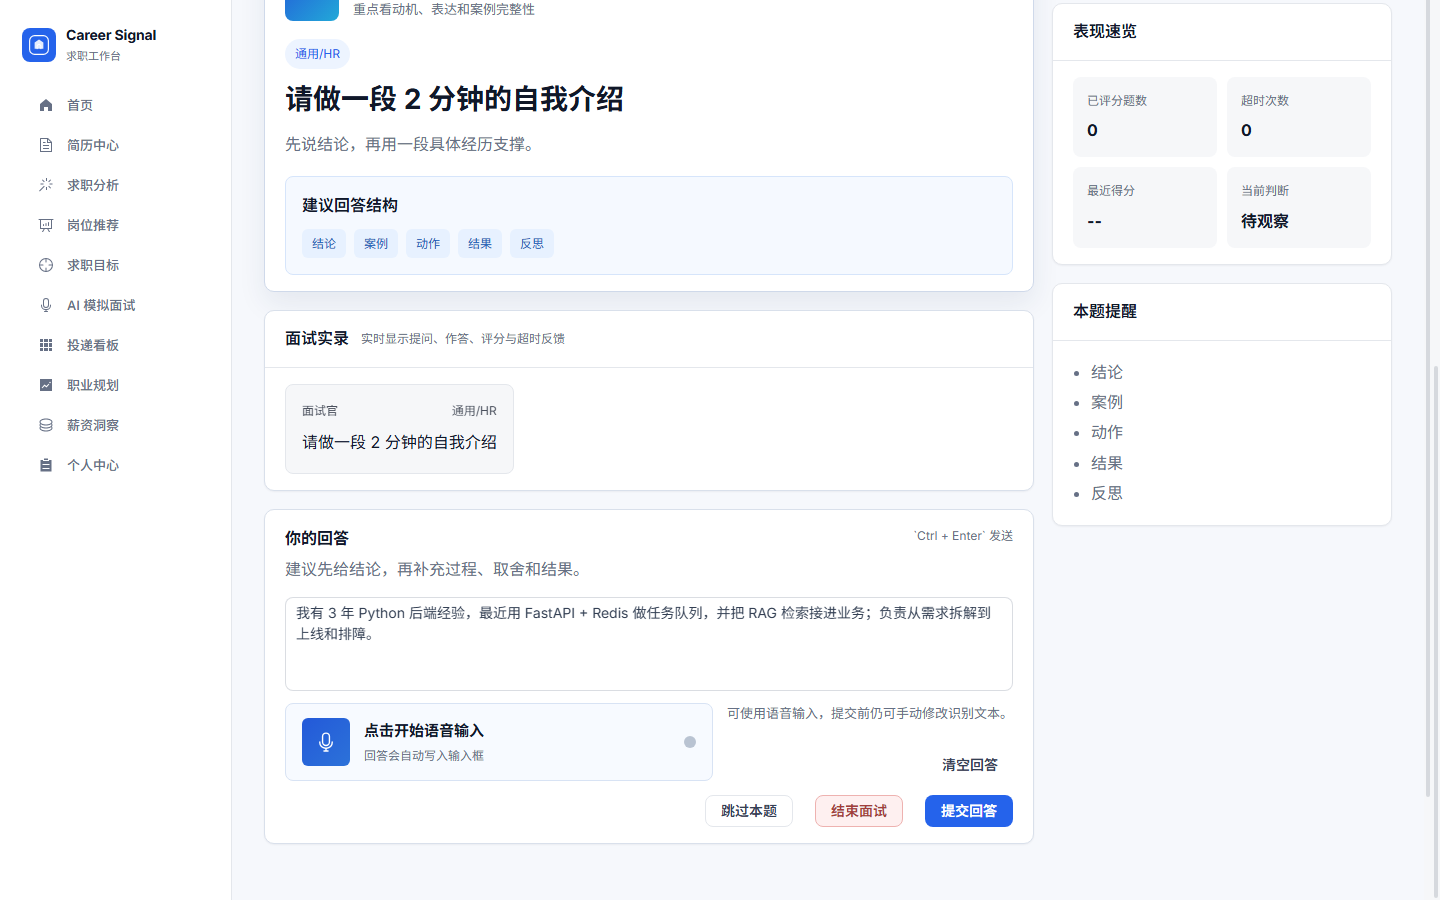 Career Signal
求职工作台
首页
简历中心
求职分析
岗位推荐
求职目标
AI 模拟面试
投递看板
职业规划
薪资洞察
个人中心
重点看动机、表达和案例完整性
通用/HR
请做一段 2 分钟的自我介绍
先说结论，再用一段具体经历支撑。
建议回答结构
结论 案例 动作 结果 反思
面试实录 实时显示提问、作答、评分与超时反馈
面试官 通用/HR
请做一段 2 分钟的自我介绍
你的回答 `Ctrl + Enter` 发送
建议先给结论，再补充过程、取舍和结果。
我有 3 年 Python 后端经验，最近用 FastAPI + Redis 做任务队列，并把 RAG 检索接进业务；负责从需求拆解到
上线和排障。
点击开始语音输入
回答会自动写入输入框
可使用语音输入，提交前仍可手动修改识别文本。
清空回答
跳过本题 结束面试 提交回答
表现速览
已评分题数 超时次数
0 0
最近得分 当前判断
-- 待观察
本题提醒
• 结论
• 案例
• 动作
• 结果
• 反思